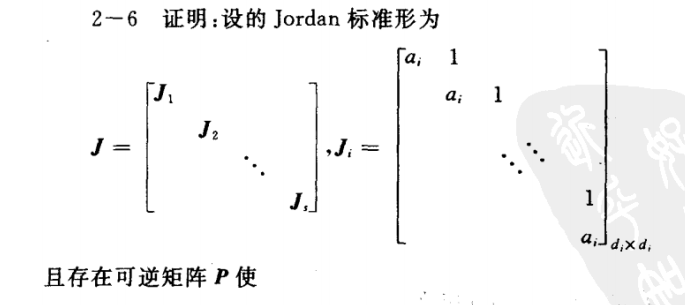 2-6 证明:设的 Jordan 标准形为
J = [J₁ J₂ ⋱ Jₛ], Jᵢ = [aᵢ 1 aᵢ 1 ⋱ ⋱ 1 aᵢ] dᵢ×dᵢ
且存在可逆矩阵 P 使